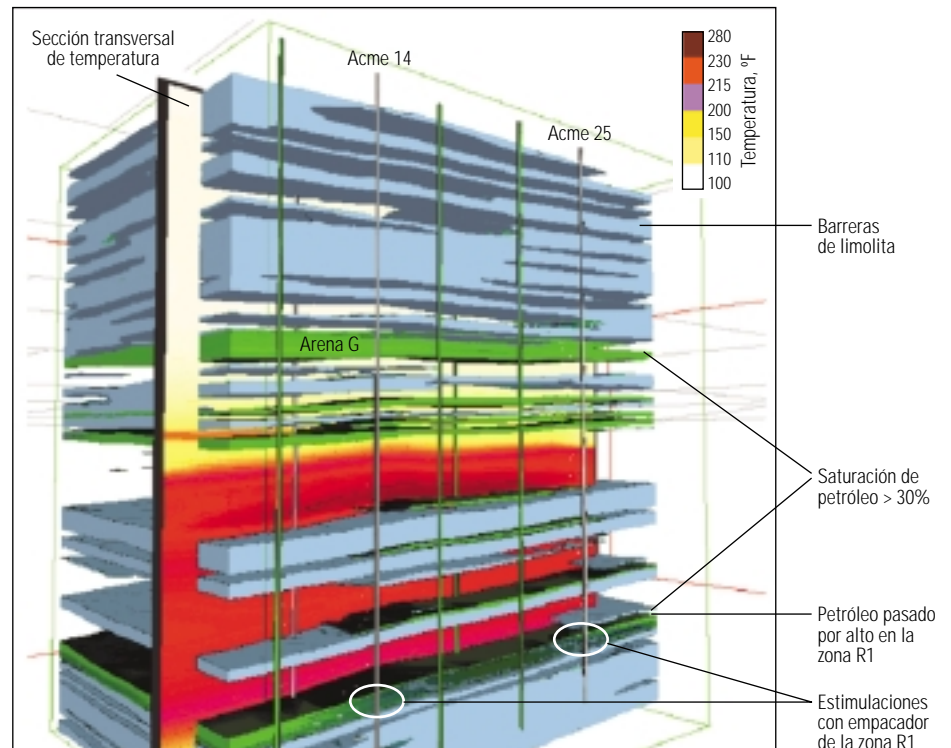 Sección transversal
de temperatura
Acme 14
Acme 25
280
230
215
200
150
110
100
Temperatura, ºF
Barreras
de limolita
Arena G
Saturación de
petróleo > 30%
Petróleo pasado
por alto en la
zona R1
Estimulaciones
con empacador
de la zona R1